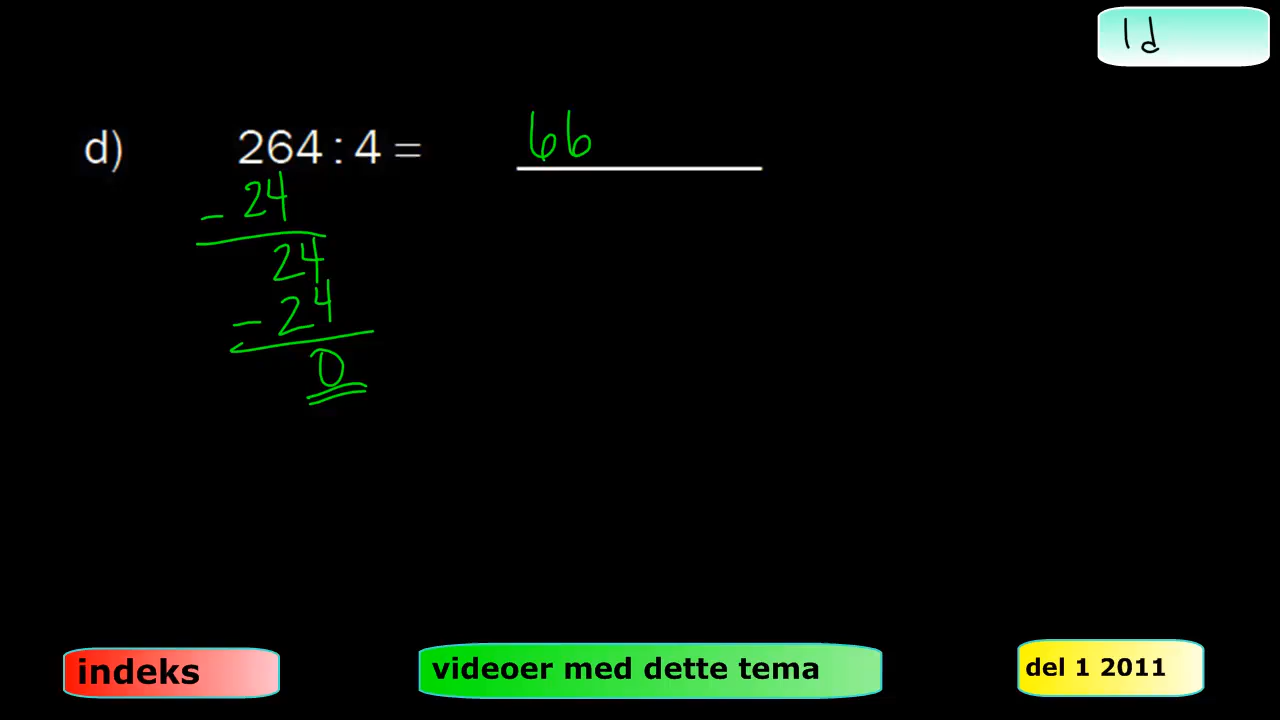 1d
d) 264 : 4 = 66
- 24
24
- 24
0
indeks
videoer med dette tema
del 1 2011